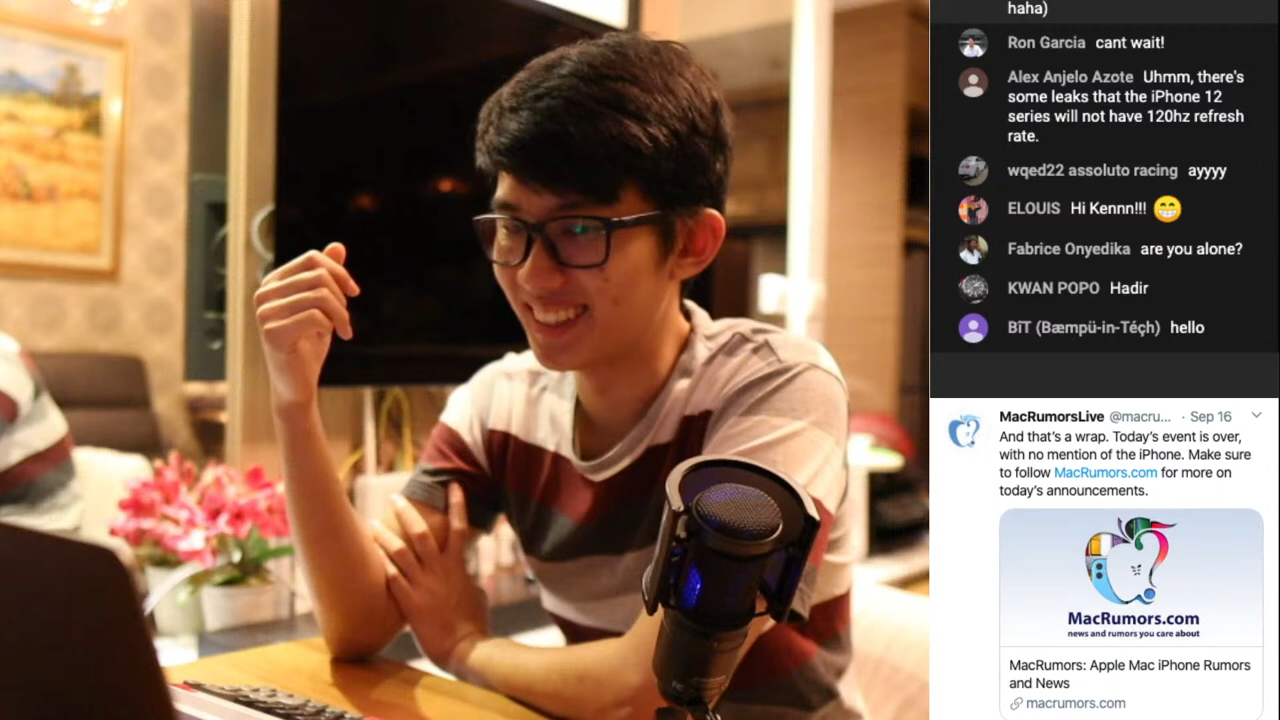 haha)
Ron Garcia cant wait!
Alex Anjelo Azote Uhmm, there's
some leaks that the iPhone 12
series will not have 120hz refresh
rate.
wqed22 assoluto racing ayyyy
ELOUIS Hi Kennn!!! 😁
Fabrice Onyedika are you alone?
KWAN POPO Hadir
BîT (Bæmpü-in-Téçh) hello
MacRumorsLive @macru... · Sep 16
And that's a wrap. Today's event is over,
with no mention of the iPhone. Make sure
to follow MacRumors.com for more on
today's announcements.
MacRumors.com
news and rumors you care about
MacRumors: Apple Mac iPhone Rumors
and News
macrumors.com